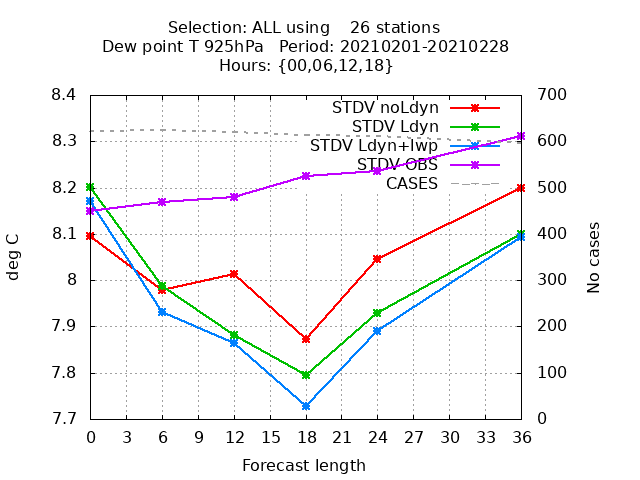 Selection: ALL using    26 stations
Dew point T 925hPa   Period: 20210201-20210228
Hours: {00,06,12,18}
8.4
8.3
8.2
8.1
8
7.9
7.8
7.7
deg C
STDV noLdyn
STDV Ldyn
STDV Ldyn+lwp
STDV OBS
CASES
700
600
500
400
300
200
100
0
No cases
0 3 6 9 12 15 18 21 24 27 30 33 36
Forecast length